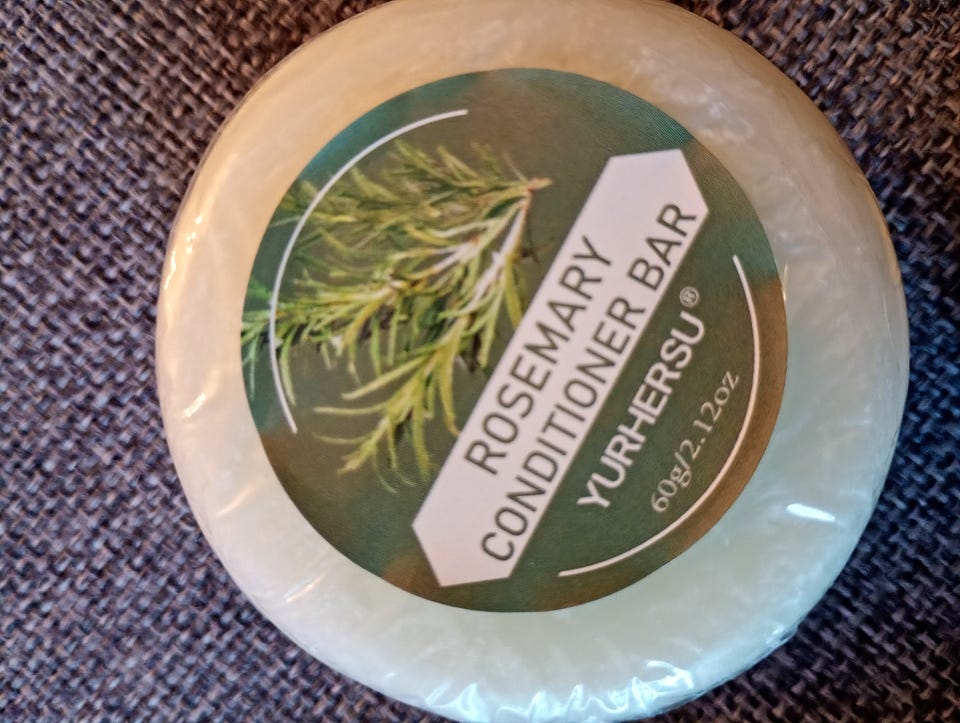 ROSEMARY
CONDITIONER BAR
YURHERSU®
60g/2.12oz